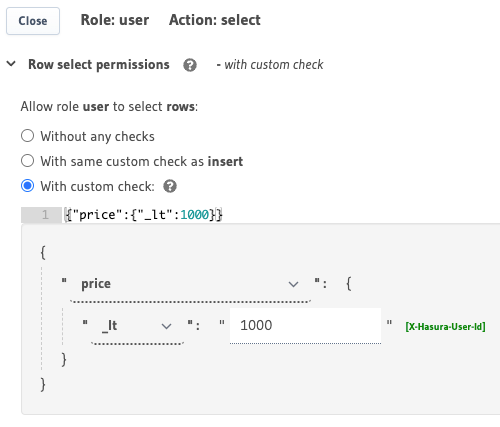 Close Role: user Action: select
Row select permissions ? - with custom check
Allow role user to select rows:
Without any checks
With same custom check as insert
With custom check: ?
1 {"price":{"_lt":1000}}
{
" price ": {
" _lt ": " 1000 " [X-Hasura-User-Id]
}
}